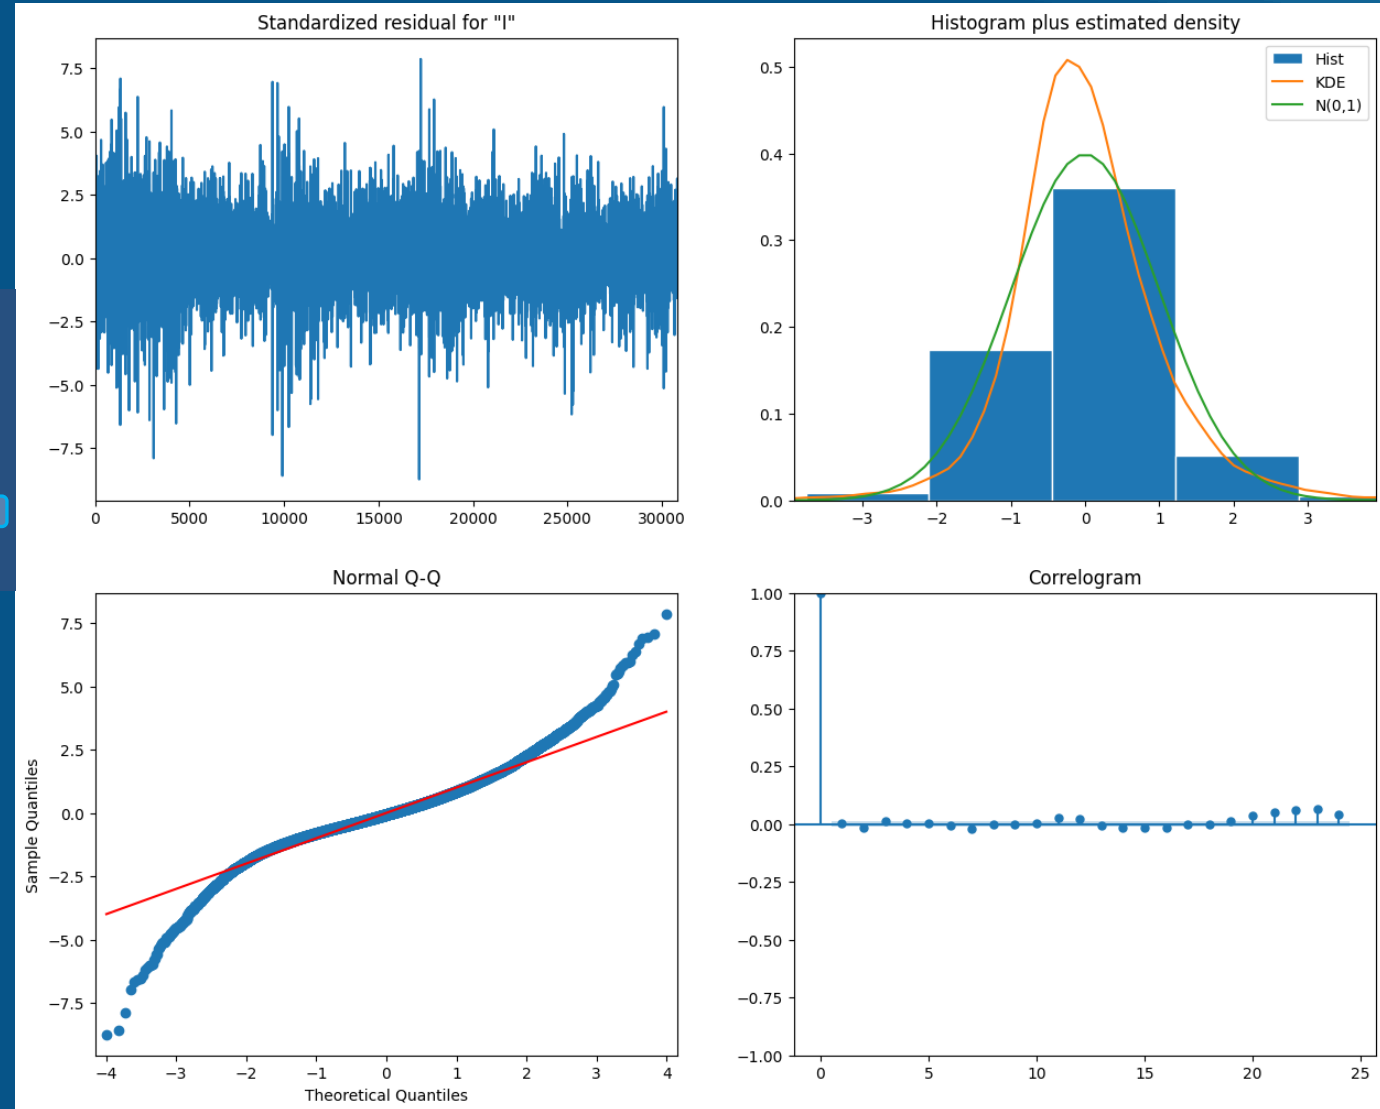 Standardized residual for "I"
7.5
5.0
2.5
0.0
−2.5
−5.0
−7.5
0 5000 10000 15000 20000 25000 30000
Histogram plus estimated density
Hist
KDE
N(0,1)
0.5
0.4
0.3
0.2
0.1
0.0
−3 −2 −1 0 1 2 3
Normal Q-Q
Sample Quantiles
7.5
5.0
2.5
0.0
−2.5
−5.0
−7.5
−4 −3 −2 −1 0 1 2 3 4
Theoretical Quantiles
Correlogram
1.00
0.75
0.50
0.25
0.00
−0.25
−0.50
−0.75
−1.00
0 5 10 15 20 25